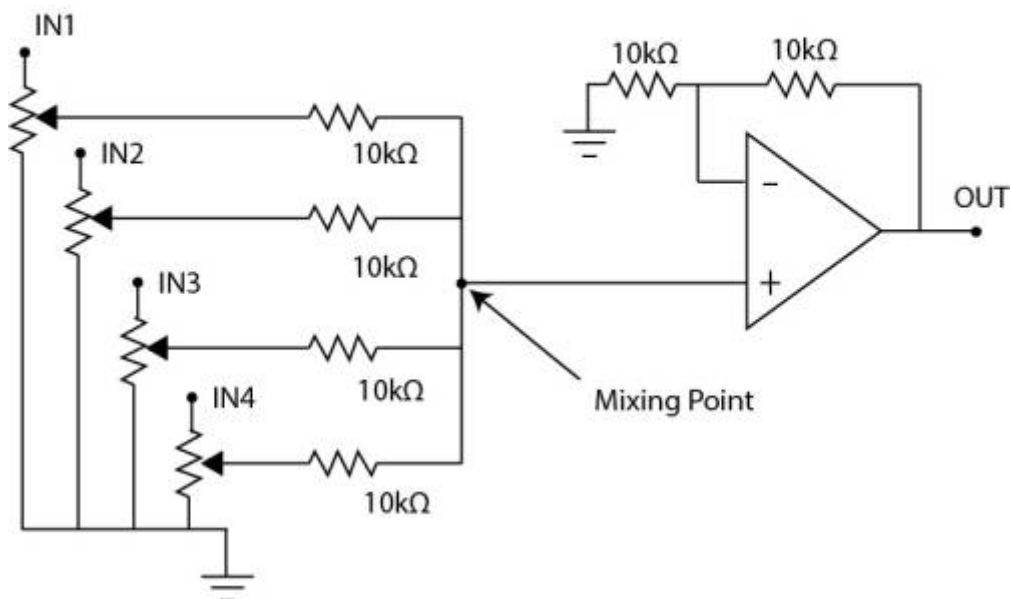 IN1
10kΩ
10kΩ
10kΩ
IN2
-
OUT
10kΩ
IN3
+
10kΩ
Mixing Point
IN4
10kΩ